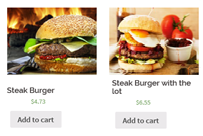 Steak Burger
$4.73
Add to cart
Steak Burger with the
lot
$6.55
Add to cart